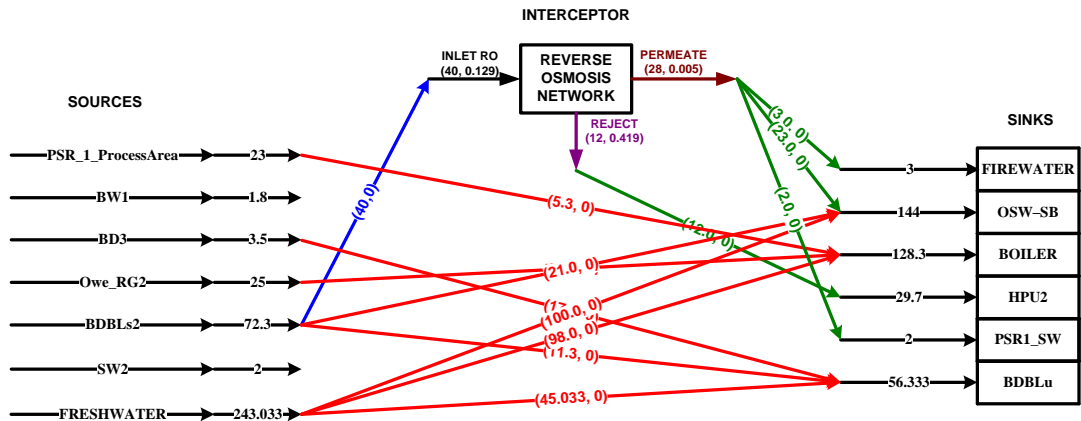 INTERCEPTOR
INLET RO
(40, 0.129)
REVERSE
OSMOSIS
NETWORK
PERMEATE
(28, 0.005)
REJECT
(12, 0.419)
SOURCES
SINKS
PSR_1_ProcessArea
23
BW1
1.8
BD3
3.5
Owe_RG2
25
BDBLs2
72.3
SW2
2
FRESHWATER
243.033
(40,0)
(5.3, 0)
(21.0, 0)
(100.0, 0)
(98.0, 0)
(45.033, 0)
(3.0, 0)
(23.0, 0)
(2.0, 0)
(12.0, 0)
3
FIREWATER
144
OSW–SB
128.3
BOILER
29.7
HPU2
2
PSR1_SW
56.333
BDBLu